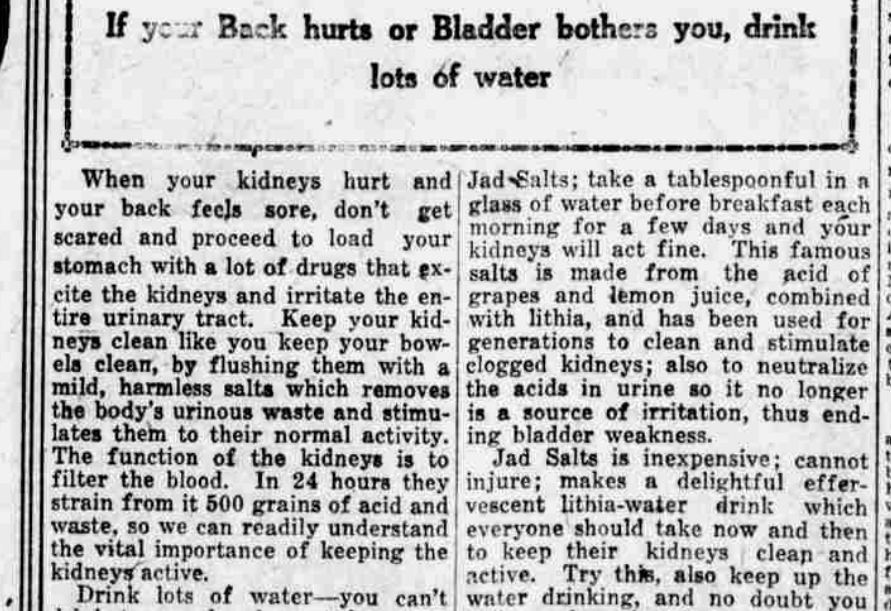 If your Back hurts or Bladder bothers you, drink
lots of water
When your kidneys hurt and
your back feels sore, don't get
scared and proceed to load your
stomach with a lot of drugs that ex-
cite the kidneys and irritate the en-
tire urinary tract. Keep your kid-
neys clean like you keep your bow-
els clean, by flushing them with a
mild, harmless salts which removes
the body's urinous waste and stimu-
lates them to their normal activity.
The function of the kidneys is to
filter the blood. In 24 hours they
strain from it 500 grains of acid and
waste, so we can readily understand
the vital importance of keeping the
kidneys active.
Drink lots of water—you can't
Jad Salts; take a tablespoonful in a
glass of water before breakfast each
morning for a few days and your
kidneys will act fine. This famous
salts is made from the acid of
grapes and lemon juice, combined
with lithia, and has been used for
generations to clean and stimulate
clogged kidneys; also to neutralize
the acids in urine so it no longer
is a source of irritation, thus end-
ing bladder weakness.
Jad Salts is inexpensive; cannot
injure; makes a delightful effer-
vescent lithia-water drink which
everyone should take now and then
to keep their kidneys clean and
active. Try this, also keep up the
water drinking, and no doubt you